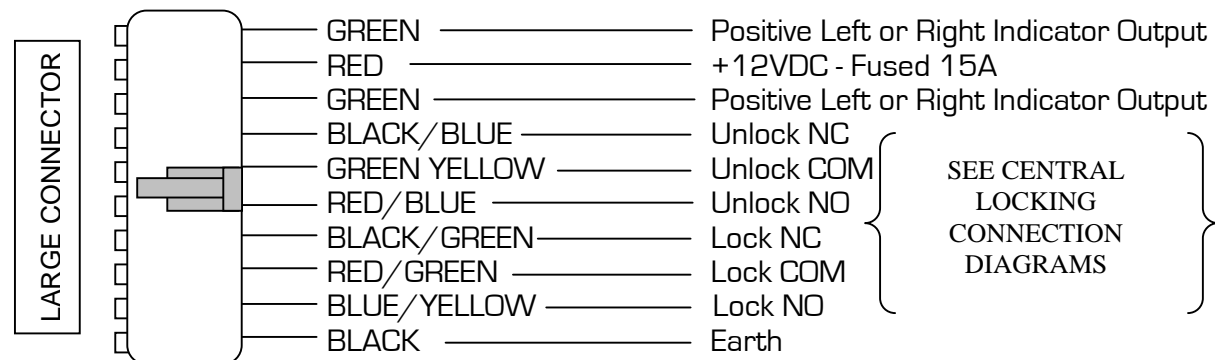 LARGE CONNECTOR
GREEN Positive Left or Right Indicator Output
RED +12VDC - Fused 15A
GREEN Positive Left or Right Indicator Output
BLACK/BLUE Unlock NC
GREEN YELLOW Unlock COM
RED/BLUE Unlock NO
BLACK/GREEN Lock NC
RED/GREEN Lock COM
BLUE/YELLOW Lock NO
BLACK Earth
SEE CENTRAL
LOCKING
CONNECTION
DIAGRAMS